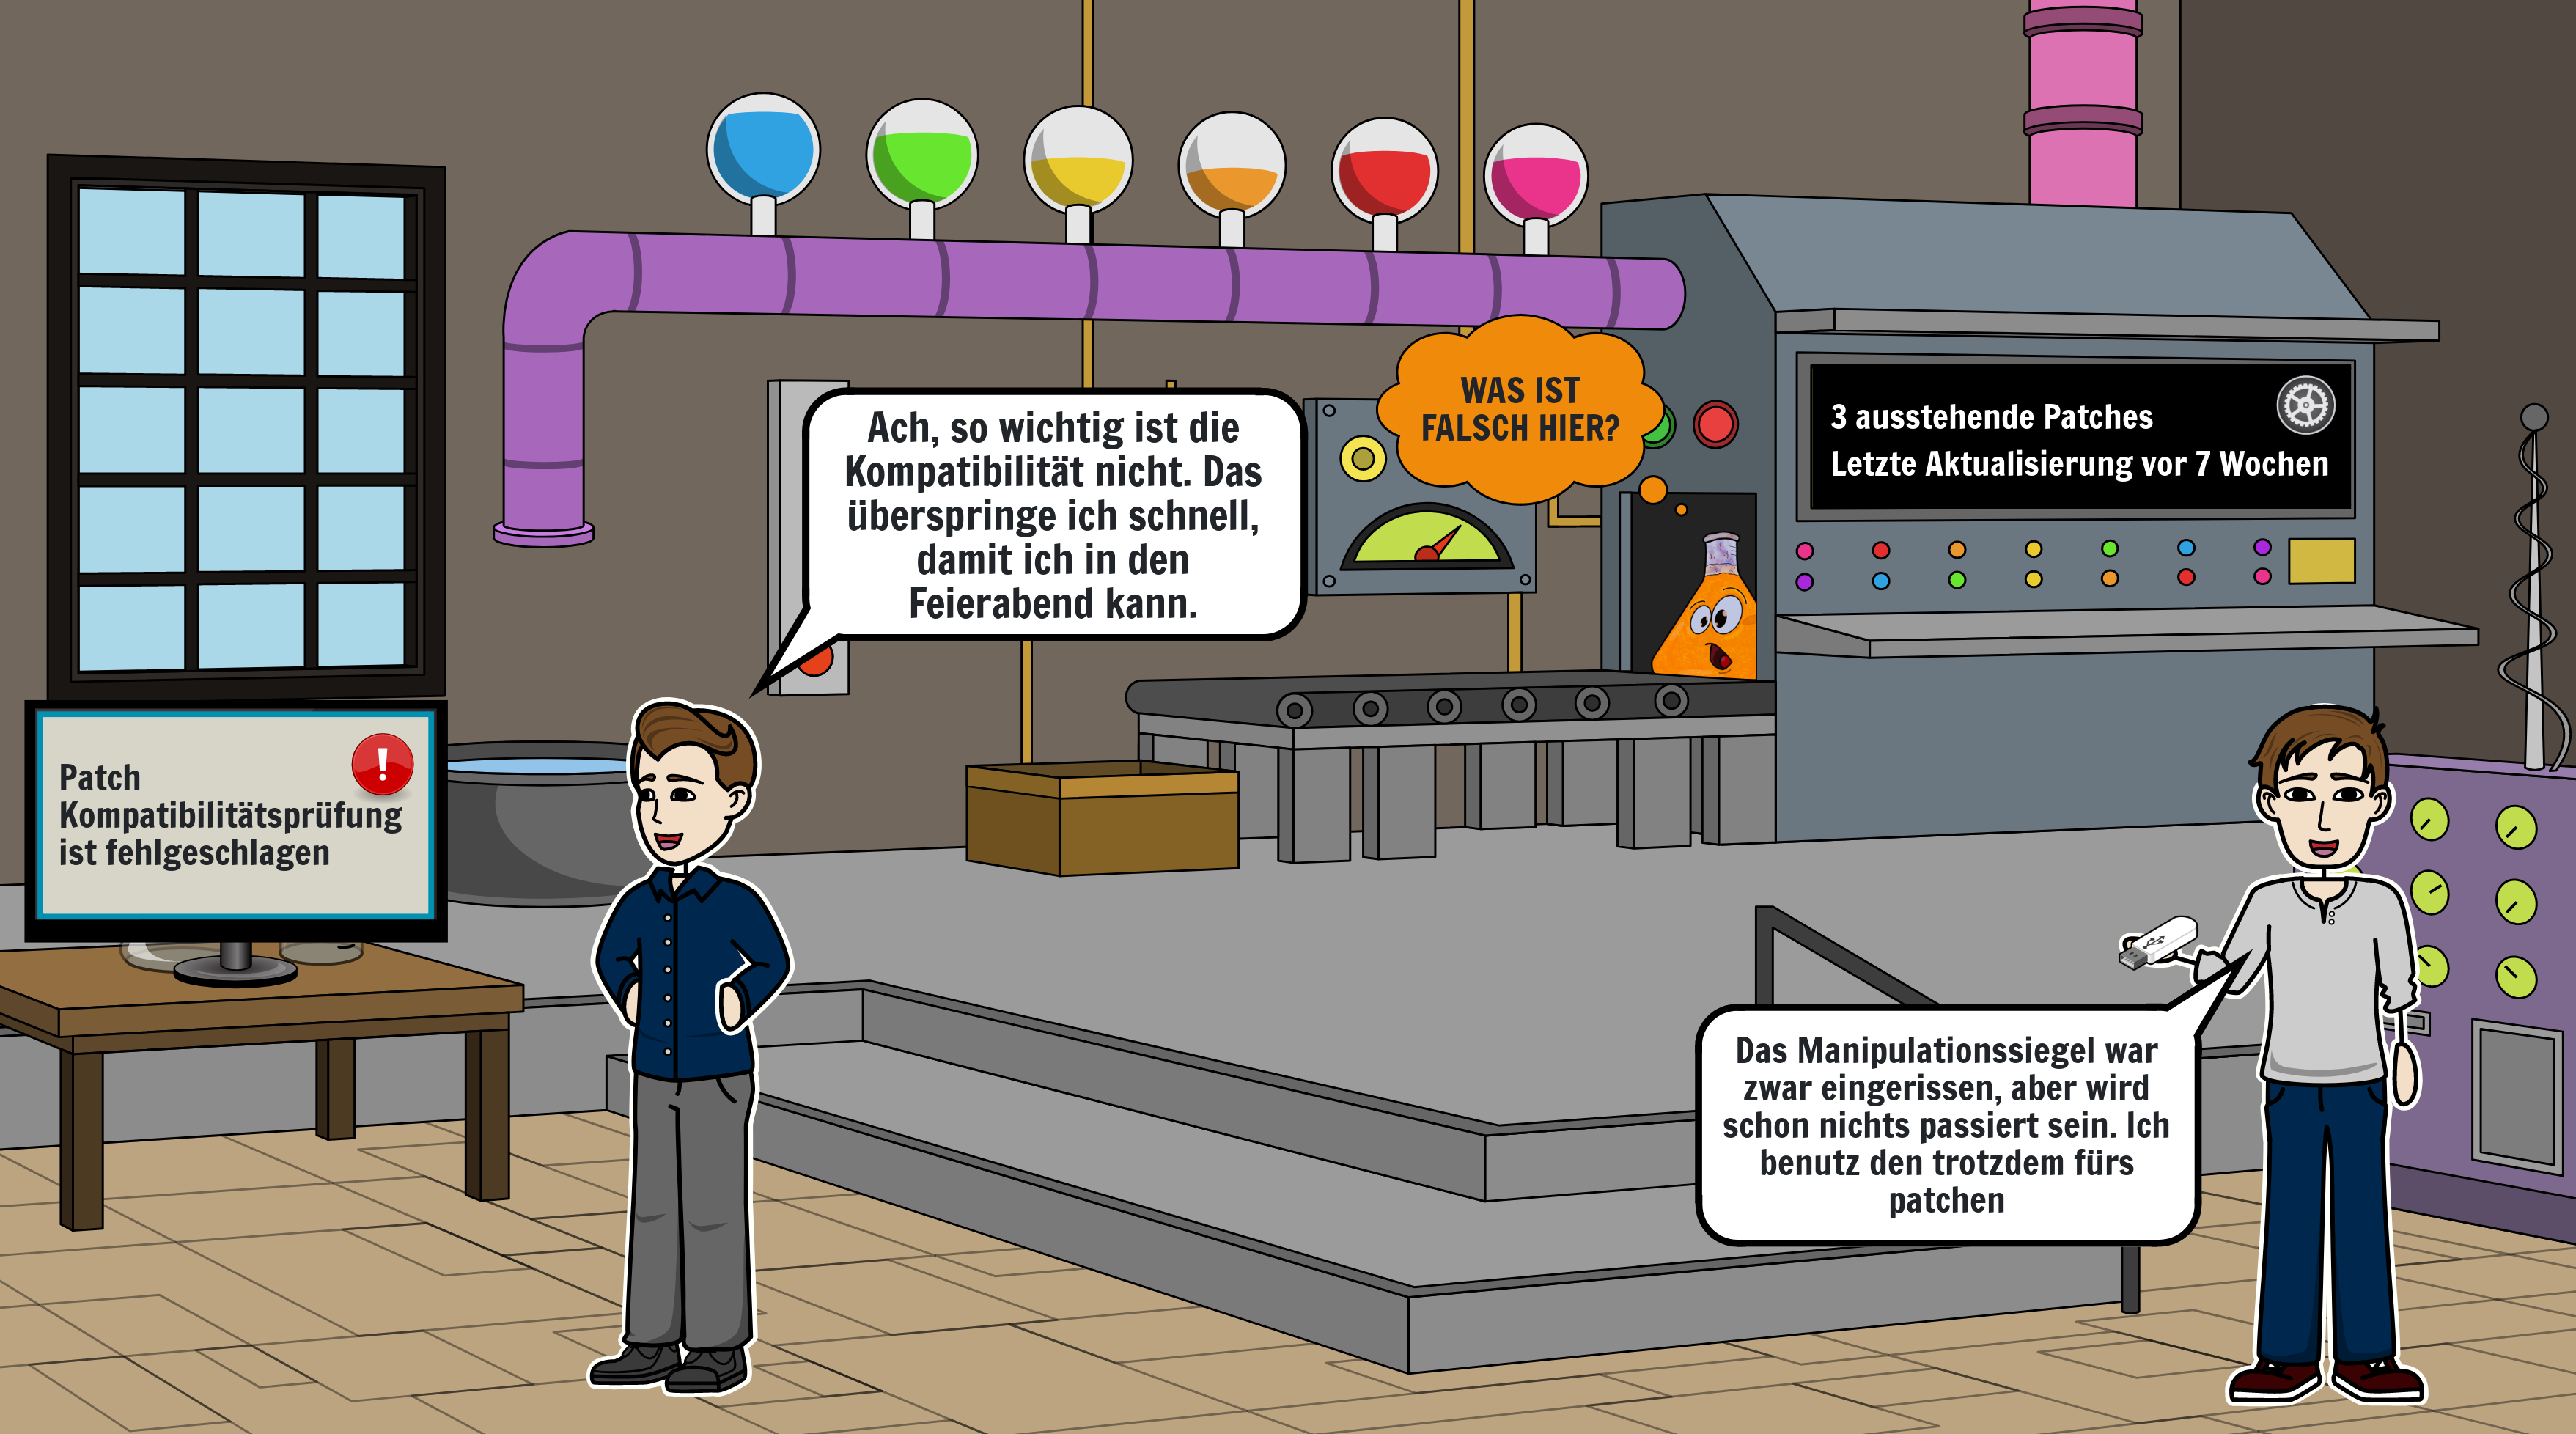 Ach, so wichtig ist die
Kompatibilität nicht. Das
überspringe ich schnell,
damit ich in den
Feierabend kann.
WAS IST
FALSCH HIER?
3 ausstehende Patches
Letzte Aktualisierung vor 7 Wochen
Patch
Kompatibilitätsprüfung
ist fehlgeschlagen
!
Das Manipulationssiegel war
zwar eingerissen, aber wird
schon nichts passiert sein. Ich
benutz den trotzdem fürs
patchen